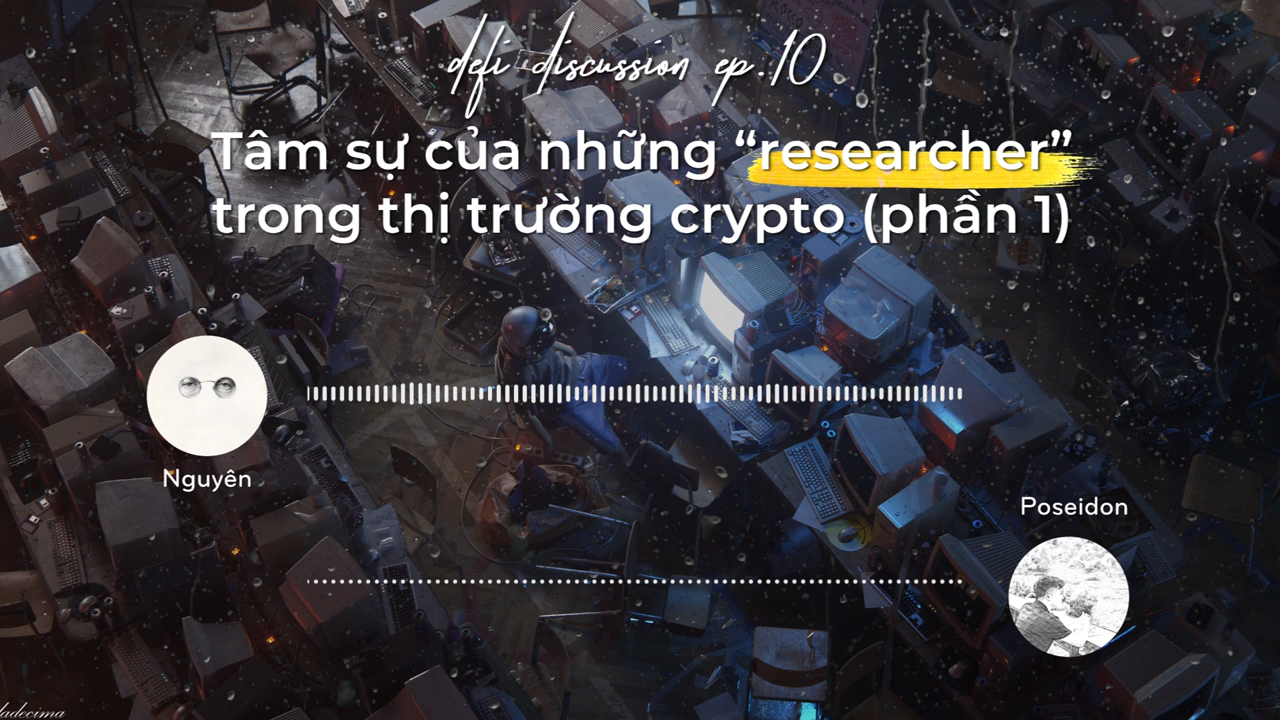 defi discussion ep.10
Tâm sự của những “researcher”
trong thị trường crypto (phần 1)
Nguyên
Poseidon